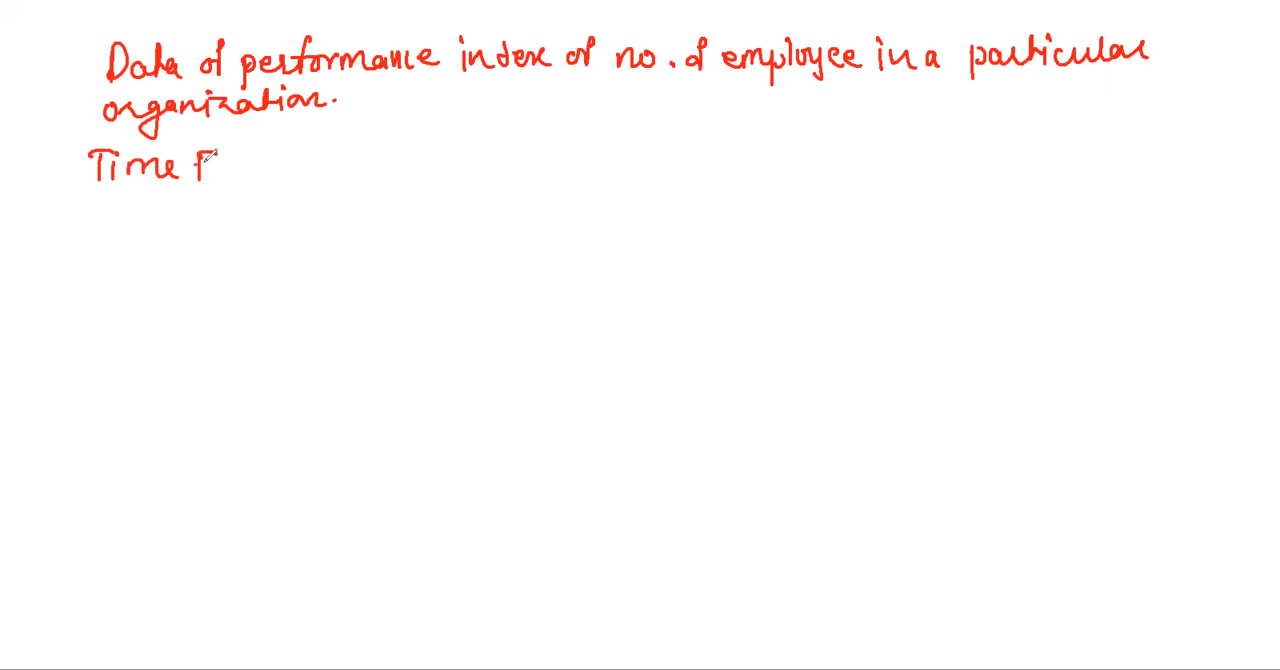 Data of performance index of no. of employee in a particular
organization.
Time F